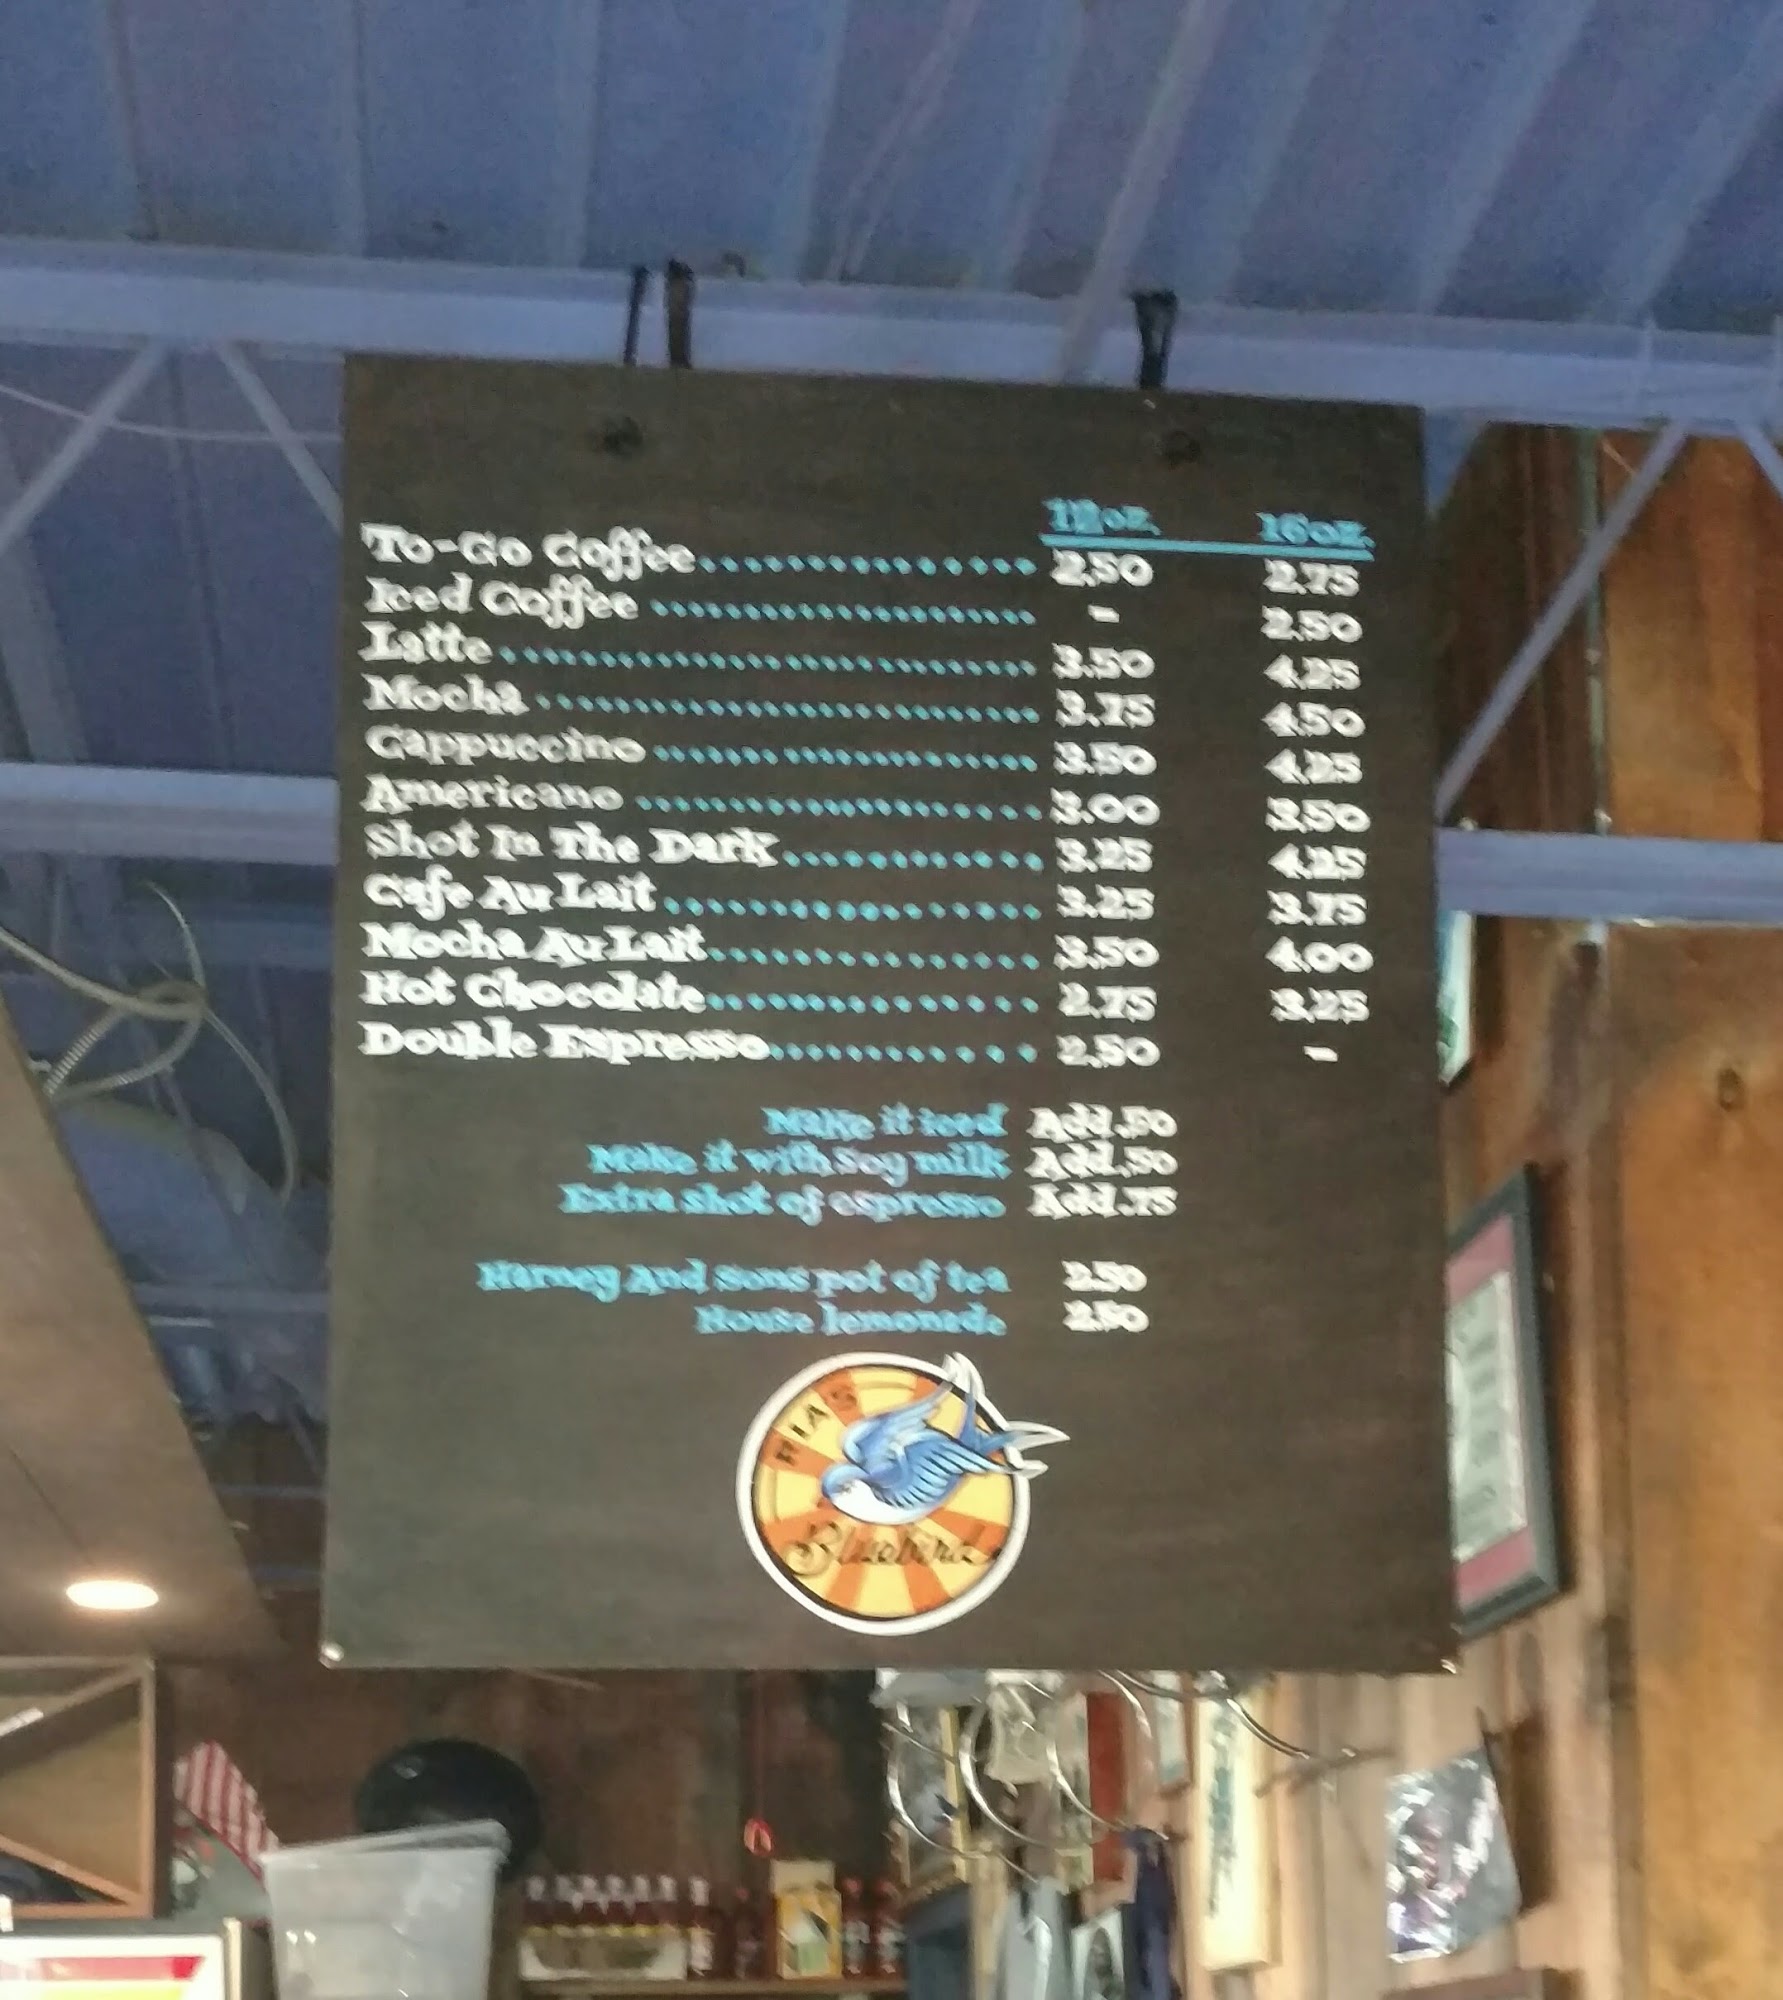 12oz. 16oz.
To-Go Coffee 2.50 2.75
Iced Coffee - 2.50
Latte 3.50 4.25
Mocha 3.75 4.50
Cappuccino 3.50 4.25
Americano 3.00 3.50
Shot In The Dark 3.25 4.25
Cafe Au Lait 3.25 3.75
Mocha Au Lait 3.50 4.00
Hot Chocolate 2.75 3.25
Double Espresso 2.50 -
Make it iced Add .50
Make it with Soy milk Add .50
Extra shot of espresso Add .75
Harney And Sons pot of tea 2.50
House lemonade 2.50
RIA'S
Bluebird